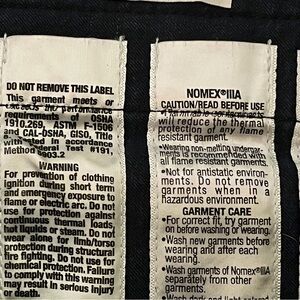 DO NOT REMOVE THIS LABEL
This garment meets or
exceeds the performance
requirements of OSHA
1910.269, ASTM F-1506
and CAL-OSHA, GISO, Title
when tested in accordance
Method Test #191,
5903.2
WARNING
For prevention of clothing
ignition during short term
and emergency exposure to
flame or electric arc. Do not
use for protection against
continuous thermal loads,
hot liquids or steam. Do not
wear alone for limb/torso
protection during structural
fire fighting. Do not use for
chemical protection. Failure
to comply with this warning
may result in serious injury
or death.
NOMEX®IIIA
CAUTION/READ BEFORE USE
•Flammable contaminants
will reduce the thermal
protection of any flame
resistant garment.
•Wearing non-melting undergar-
ments is recommended with
all flame resistant garments.
•Not for antistatic environ-
ments. Do not remove
garments when in a
hazardous environment.
GARMENT CARE
•For correct fit, try garment
on before washing or wearing.
•Wash new garments before
wearing and after each
wearing.
•Wash garments of Nomex®IIIA
separately from other
garments.
•Wash dark and light colored